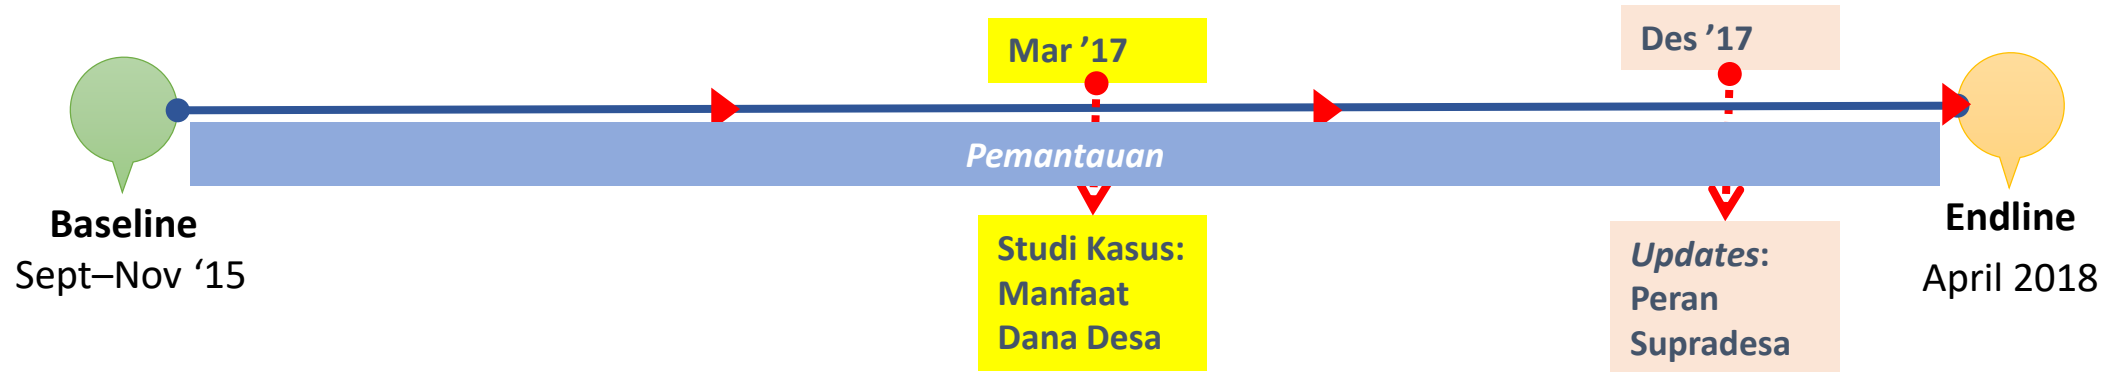 Mar ’17
Des ’17
Pemantauan
Baseline
Sept–Nov ‘15
Studi Kasus:
Manfaat
Dana Desa
Updates:
Peran
Supradesa
Endline
April 2018